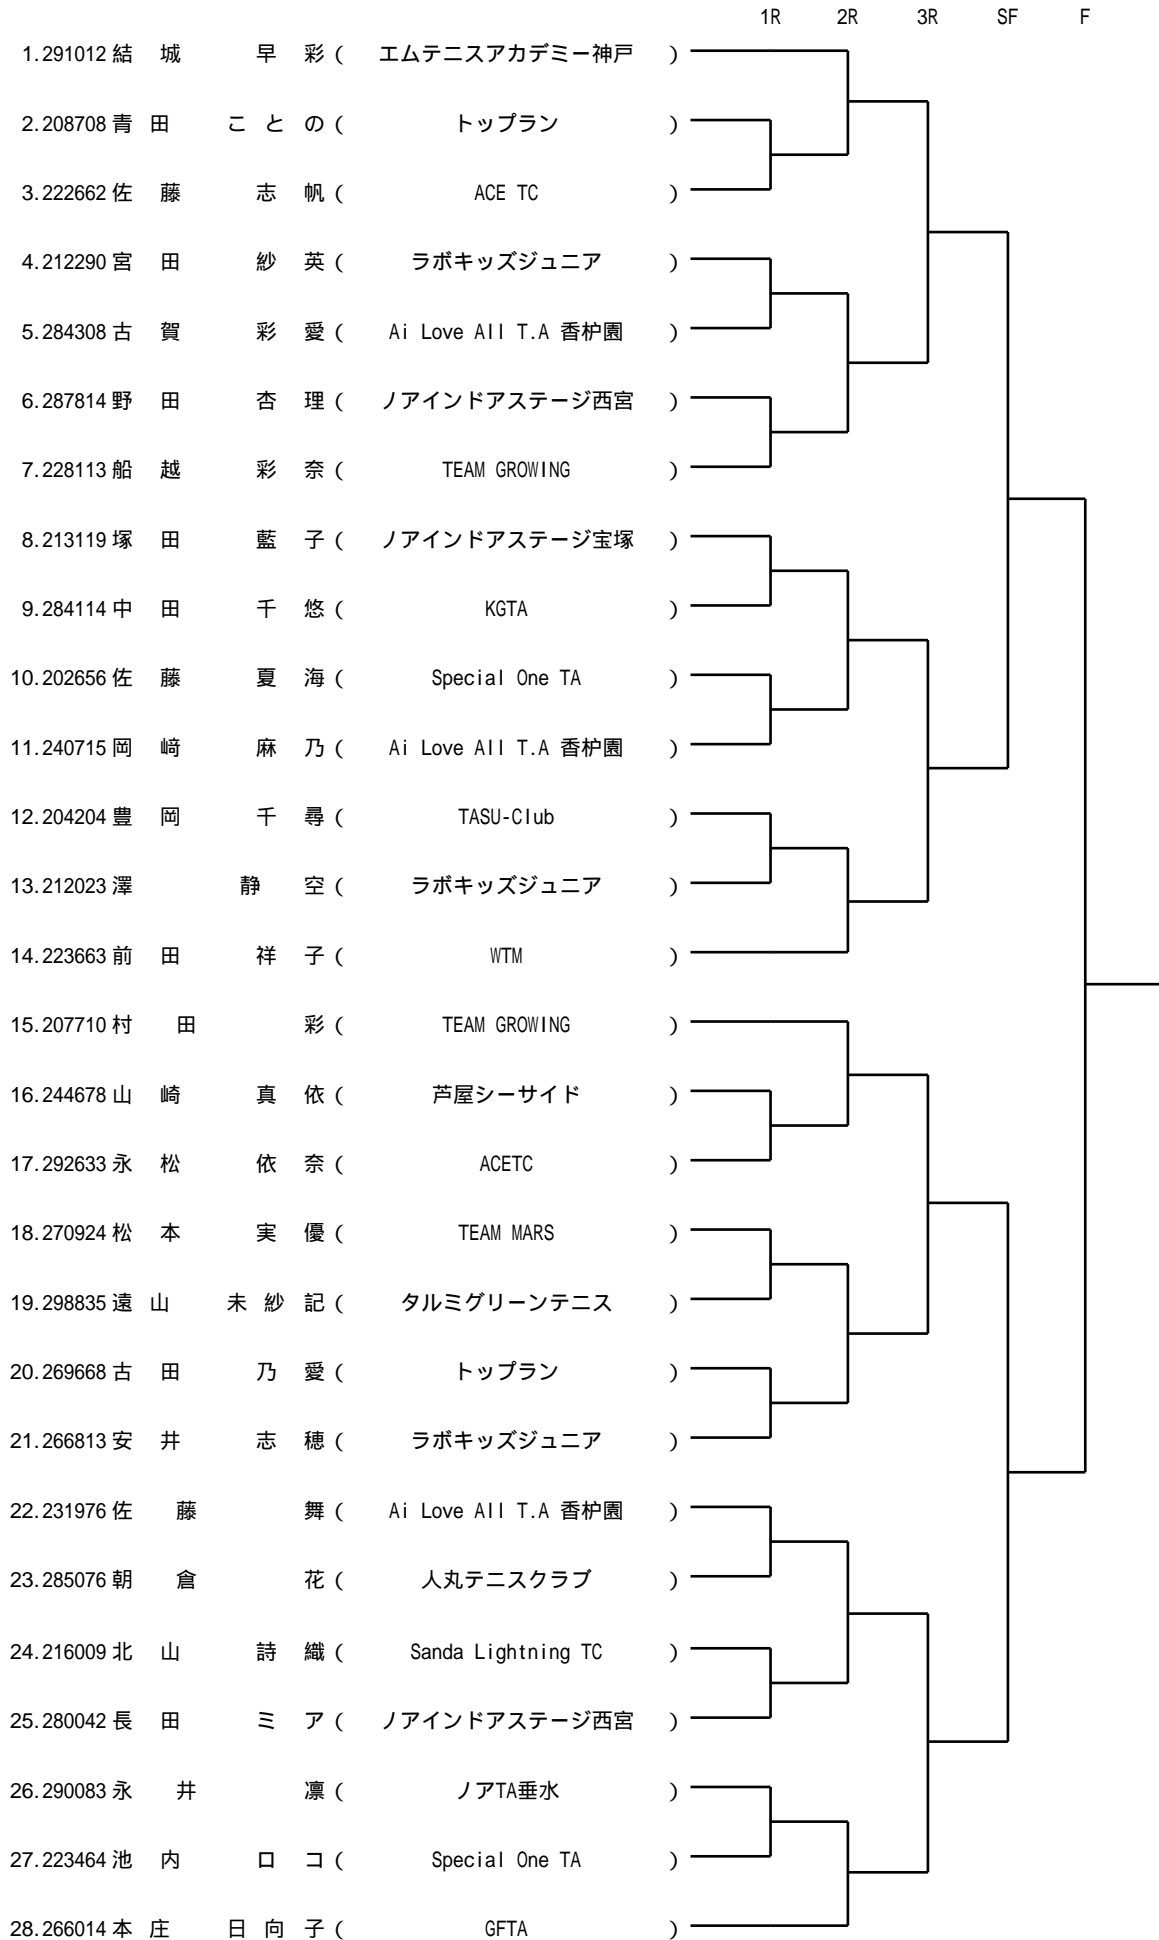 1R 2R 3R SF F
1.291012 結城 早彩 ( エムテニスアカデミー神戸 )
2.208708 青田 ことの ( トップラン )
3.222662 佐藤 志帆 ( ACE TC )
4.212290 宮田 紗英 ( ラボキッズジュニア )
5.284308 古賀 彩愛 ( Ai Love All T.A 香枦園 )
6.287814 野田 杏理 ( ノアインドアステージ西宮 )
7.228113 船越 彩奈 ( TEAM GROWING )
8.213119 塚田 藍子 ( ノアインドアステージ宝塚 )
9.284114 中田 千悠 ( KGTA )
10.202656 佐藤 夏海 ( Special One TA )
11.240715 岡﨑 麻乃 ( Ai Love All T.A 香枦園 )
12.204204 豊岡 千尋 ( TASU-Club )
13.212023 澤 静空 ( ラボキッズジュニア )
14.223663 前田 祥子 ( WTM )
15.207710 村田 彩 ( TEAM GROWING )
16.244678 山崎 真依 ( 芦屋シーサイド )
17.292633 永松 依奈 ( ACETC )
18.270924 松本 実優 ( TEAM MARS )
19.298835 遠山 未紗記 ( タルミグリーンテニス )
20.269668 古田 乃愛 ( トップラン )
21.266813 安井 志穂 ( ラボキッズジュニア )
22.231976 佐藤 舞 ( Ai Love All T.A 香枦園 )
23.285076 朝倉 花 ( 人丸テニスクラブ )
24.216009 北山 詩織 ( Sanda Lightning TC )
25.280042 長田 ミア ( ノアインドアステージ西宮 )
26.290083 永井 凛 ( ノアTA垂水 )
27.223464 池内 ロコ ( Special One TA )
28.266014 本庄 日向子 ( GFTA )